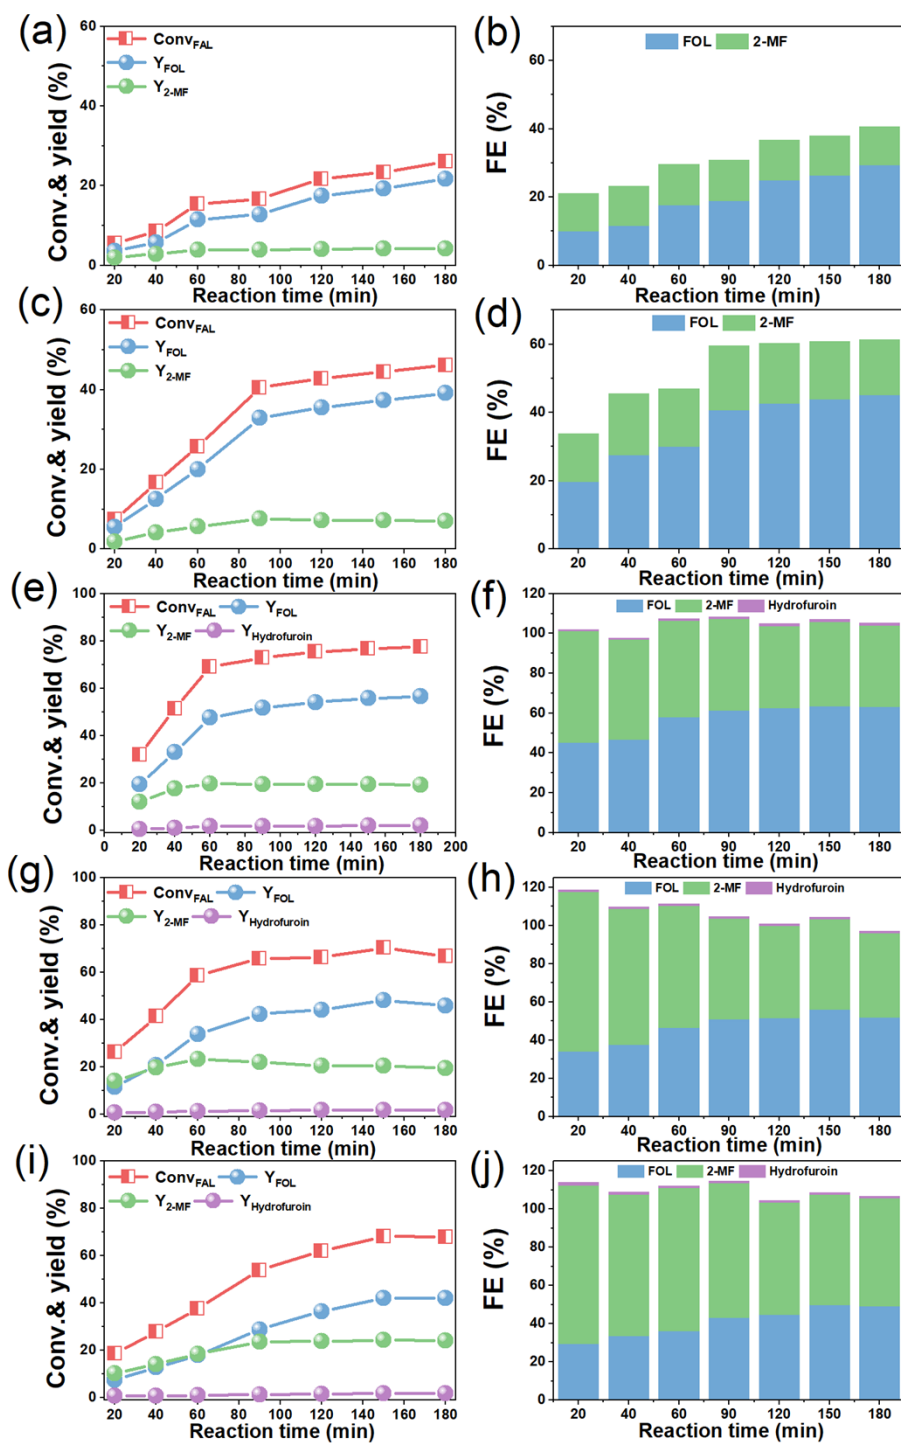 (a)
Conv.& yield (%)
60
40
20
0
Conv_FAL
Y_FOL
Y_2-MF
20 40 60 80 100 120 140 160 180
Reaction time (min)
(b)
FE (%)
60
40
20
0
FOL 2-MF
20 40 60 90 120 150 180
Reaction time (min)
(c)
Conv.& yield (%)
60
40
20
0
Conv_FAL
Y_FOL
Y_2-MF
20 40 60 80 100 120 140 160 180
Reaction time (min)
(d)
FE (%)
60
40
20
0
FOL 2-MF
20 40 60 90 120 150 180
Reaction time (min)
(e)
Conv.& yield (%)
100
80
60
40
20
0
Conv_FAL Y_FOL
Y_2-MF Y_Hydrofuroin
0 20 40 60 80 100 120 140 160 180 200
Reaction time (min)
(f)
FE (%)
120
100
80
60
40
20
0
FOL 2-MF Hydrofuroin
20 40 60 90 120 150 180
Reaction time (min)
(g)
Conv.& yield (%)
100
80
60
40
20
0
Conv_FAL Y_FOL
Y_2-MF Y_Hydrofuroin
20 40 60 80 100 120 140 160 180
Reaction time (min)
(h)
FE (%)
120
100
80
60
40
20
0
FOL 2-MF Hydrofuroin
20 40 60 90 120 150 180
Reaction time (min)
(i)
Conv.& yield (%)
100
80
60
40
20
0
Conv_FAL Y_FOL
Y_2-MF Y_Hydrofuroin
20 40 60 80 100 120 140 160 180
Reaction time (min)
(j)
FE (%)
120
100
80
60
40
20
0
FOL 2-MF Hydrofuroin
20 40 60 90 120 150 180
Reaction time (min)